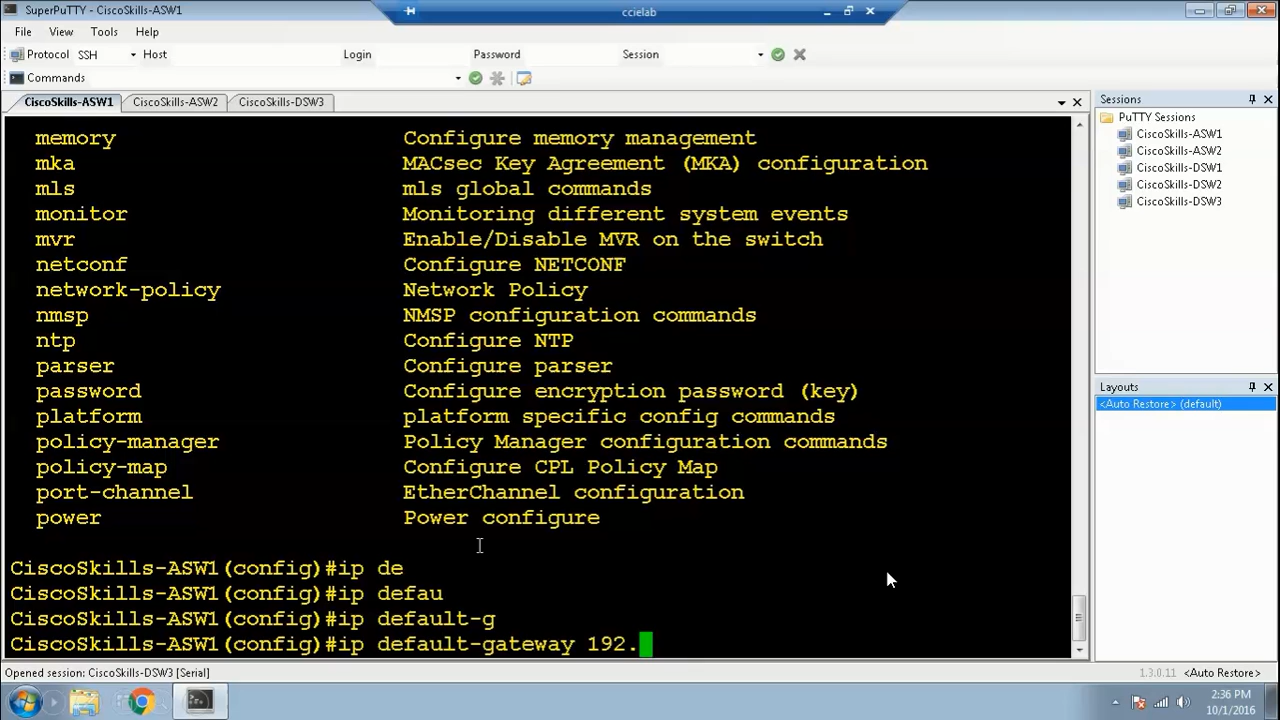 SuperPuTTY - CiscoSkills-ASW1
ccielab
File View Tools Help
Protocol SSH Host Login Password Session
Commands
CiscoSkills-ASW1 CiscoSkills-ASW2 CiscoSkills-DSW3
memory Configure memory management
mka MACsec Key Agreement (MKA) configuration
mls mls global commands
monitor Monitoring different system events
mvr Enable/Disable MVR on the switch
netconf Configure NETCONF
network-policy Network Policy
nmsp NMSP configuration commands
ntp Configure NTP
parser Configure parser
password Configure encryption password (key)
platform platform specific config commands
policy-manager Policy Manager configuration commands
policy-map Configure CPL Policy Map
port-channel EtherChannel configuration
power Power configure
CiscoSkills-ASW1(config)#ip de
CiscoSkills-ASW1(config)#ip defau
CiscoSkills-ASW1(config)#ip default-g
CiscoSkills-ASW1(config)#ip default-gateway 192.
Sessions
PuTTY Sessions
CiscoSkills-ASW1
CiscoSkills-ASW2
CiscoSkills-DSW1
CiscoSkills-DSW2
CiscoSkills-DSW3
Layouts
<Auto Restore> (default)
Opened session: CiscoSkills-DSW3 [Serial]
1.3.0.11 <Auto Restore>
2:36 PM
10/1/2016